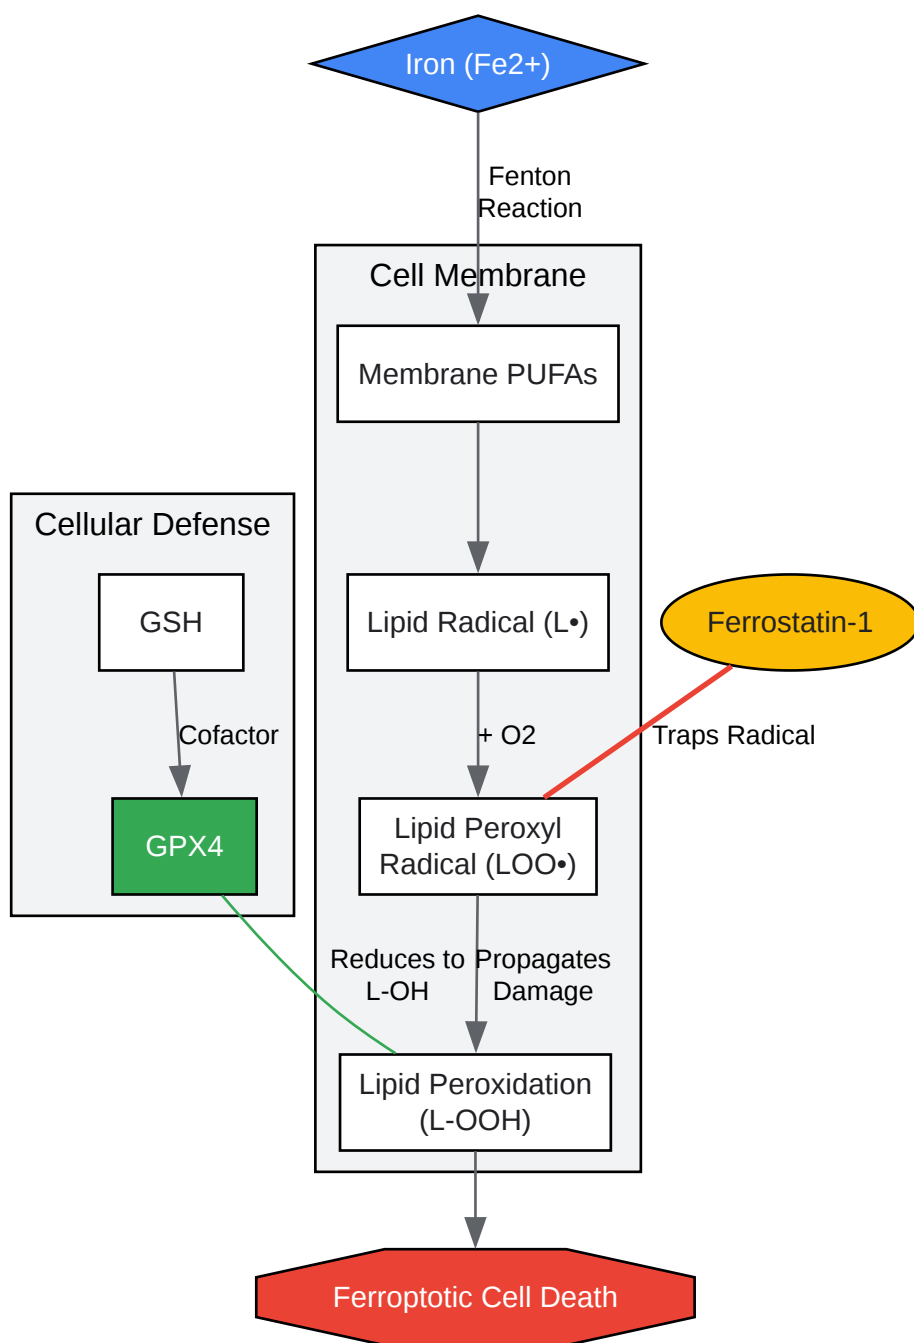 Iron (Fe2+)
Fenton
Reaction
Cell Membrane
Membrane PUFAs
Cellular Defense
GSH
Lipid Radical (L•)
Ferrostatin-1
Cofactor
+ O2
Traps Radical
GPX4
Lipid Peroxyl
Radical (LOO•)
Reduces to
L-OH
Propagates
Damage
Lipid Peroxidation
(L-OOH)
Ferroptotic Cell Death